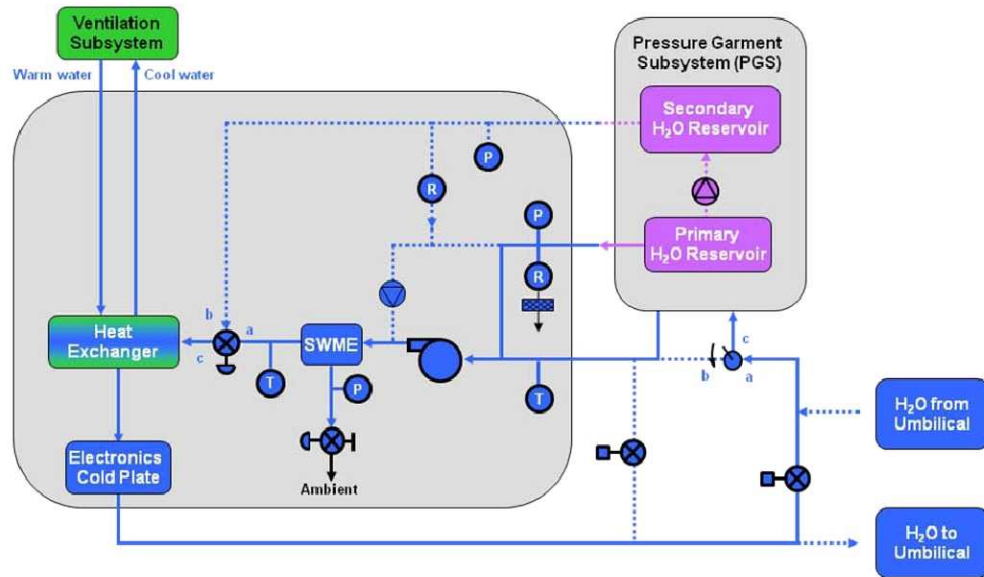 Ventilation
Subsystem
Warm water
Cool water
Pressure Garment
Subsystem (PGS)
Secondary
H₂O Reservoir
P
R
P
Primary
H₂O Reservoir
R
b
a
c
Heat
Exchanger
SWME
T
P
T
c
b
a
H₂O from
Umbilical
Electronics
Cold Plate
Ambient
H₂O to
Umbilical